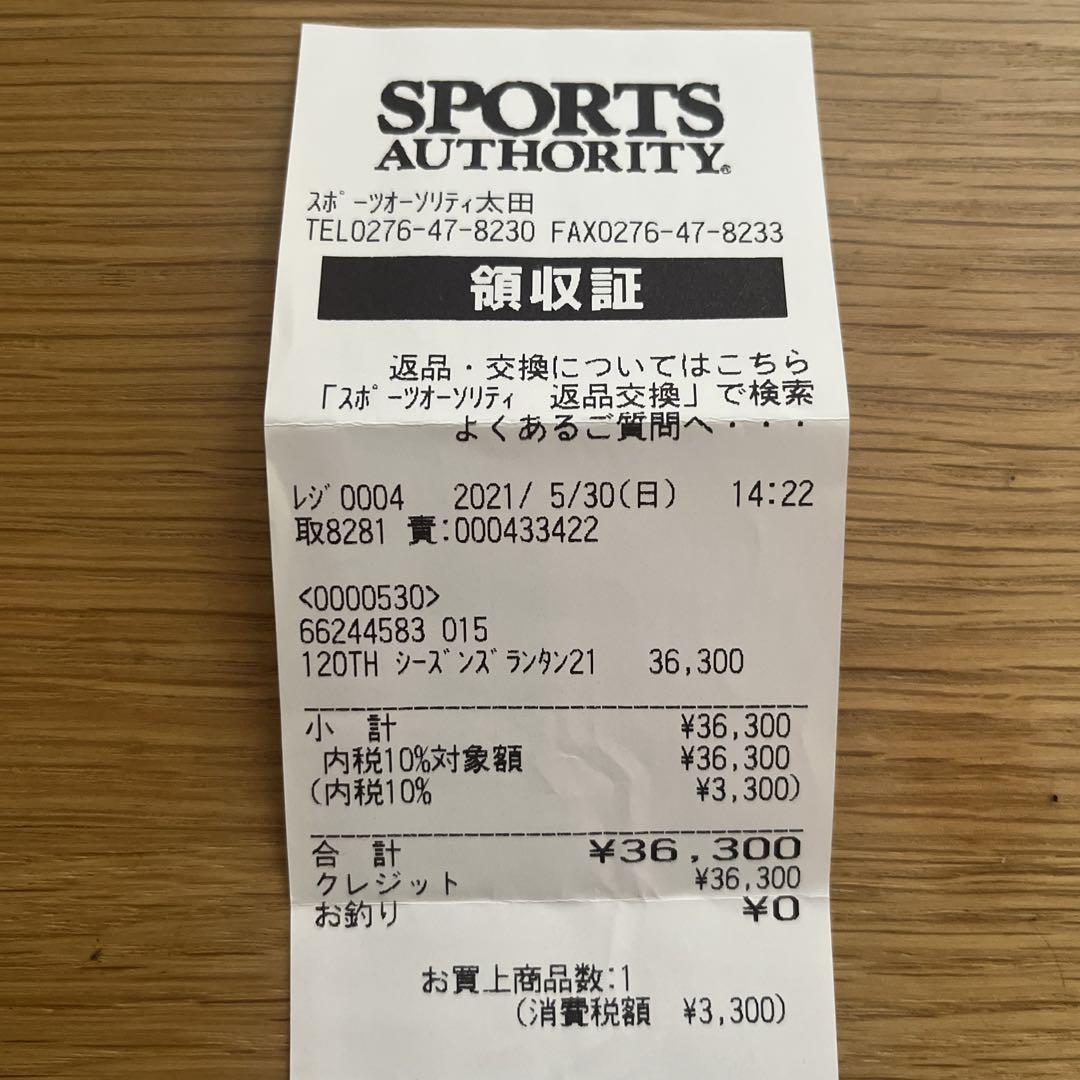 SPORTS
AUTHORITY®
ｽﾎﾟｰﾂｵｰｿﾘﾃｨ太田
TEL0276-47-8230 FAX0276-47-8233
領収証
返品・交換についてはこちら
「ｽﾎﾟｰﾂｵｰｿﾘﾃｨ 返品交換」で検索
よくあるご質問へ・・・
ﾚｼﾞ0004 2021/ 5/30(日) 14:22
取8281 責:000433422
<0000530>
66244583 015
120TH ｼｰｽﾞﾝｽﾞﾗﾝﾀﾝ21 36,300
小 計 ¥36,300
内税10%対象額 ¥36,300
(内税10% ¥3,300)
合 計 ¥36,300
クレジット ¥36,300
お釣り ¥0
お買上商品数:1
(消費税額 ¥3,300)